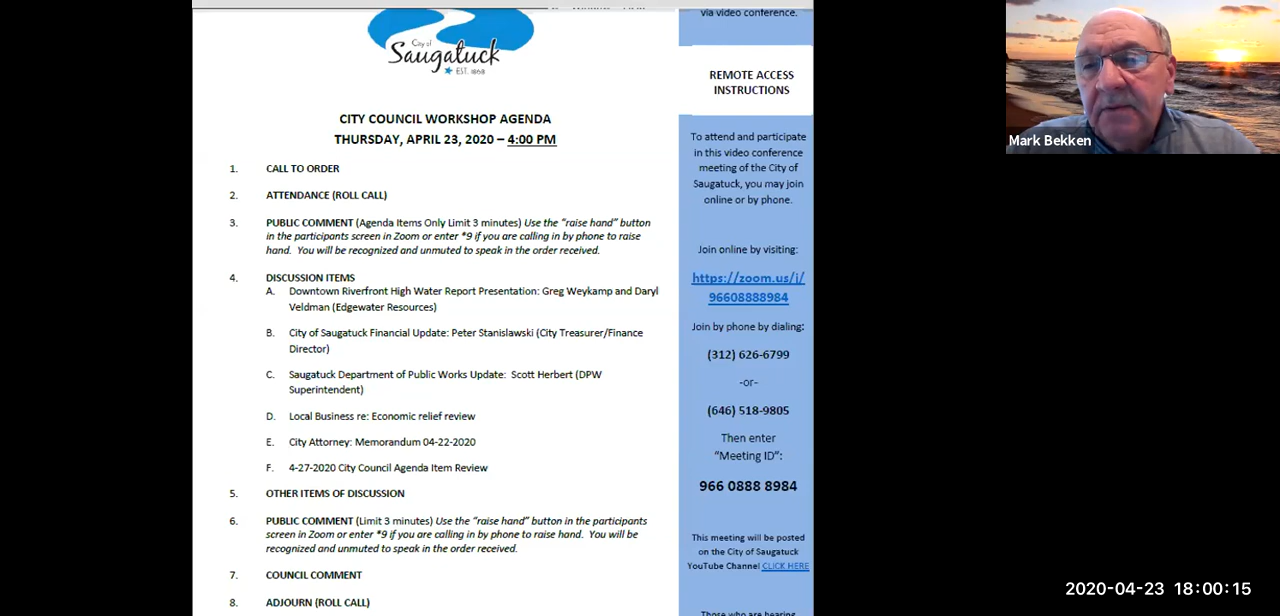 City of
Saugatuck
EST. 1868
CITY COUNCIL WORKSHOP AGENDA
THURSDAY, APRIL 23, 2020 – 4:00 PM
1. CALL TO ORDER
2. ATTENDANCE (ROLL CALL)
3. PUBLIC COMMENT (Agenda Items Only Limit 3 minutes) Use the “raise hand” button
in the participants screen in Zoom or enter *9 if you are calling in by phone to raise
hand. You will be recognized and unmuted to speak in the order received.
4. DISCUSSION ITEMS
A. Downtown Riverfront High Water Report Presentation: Greg Weykamp and Daryl
Veldman (Edgewater Resources)
B. City of Saugatuck Financial Update: Peter Stanislawski (City Treasurer/Finance
Director)
C. Saugatuck Department of Public Works Update: Scott Herbert (DPW
Superintendent)
D. Local Business re: Economic relief review
E. City Attorney: Memorandum 04-22-2020
F. 4-27-2020 City Council Agenda Item Review
5. OTHER ITEMS OF DISCUSSION
6. PUBLIC COMMENT (Limit 3 minutes) Use the “raise hand” button in the participants
screen in Zoom or enter *9 if you are calling in by phone to raise hand. You will be
recognized and unmuted to speak in the order received.
7. COUNCIL COMMENT
8. ADJOURN (ROLL CALL)
via video conference.
REMOTE ACCESS
INSTRUCTIONS
To attend and participate
in this video conference
meeting of the City of
Saugatuck, you may join
online or by phone.
Join online by visiting:
https://zoom.us/j/
96608888984
Join by phone by dialing:
(312) 626-6799
-or-
(646) 518-9805
Then enter
“Meeting ID”:
966 0888 8984
This meeting will be posted
on the City of Saugatuck
YouTube Channel CLICK HERE
Those who are hearing
Mark Bekken
2020-04-23 18:00:15